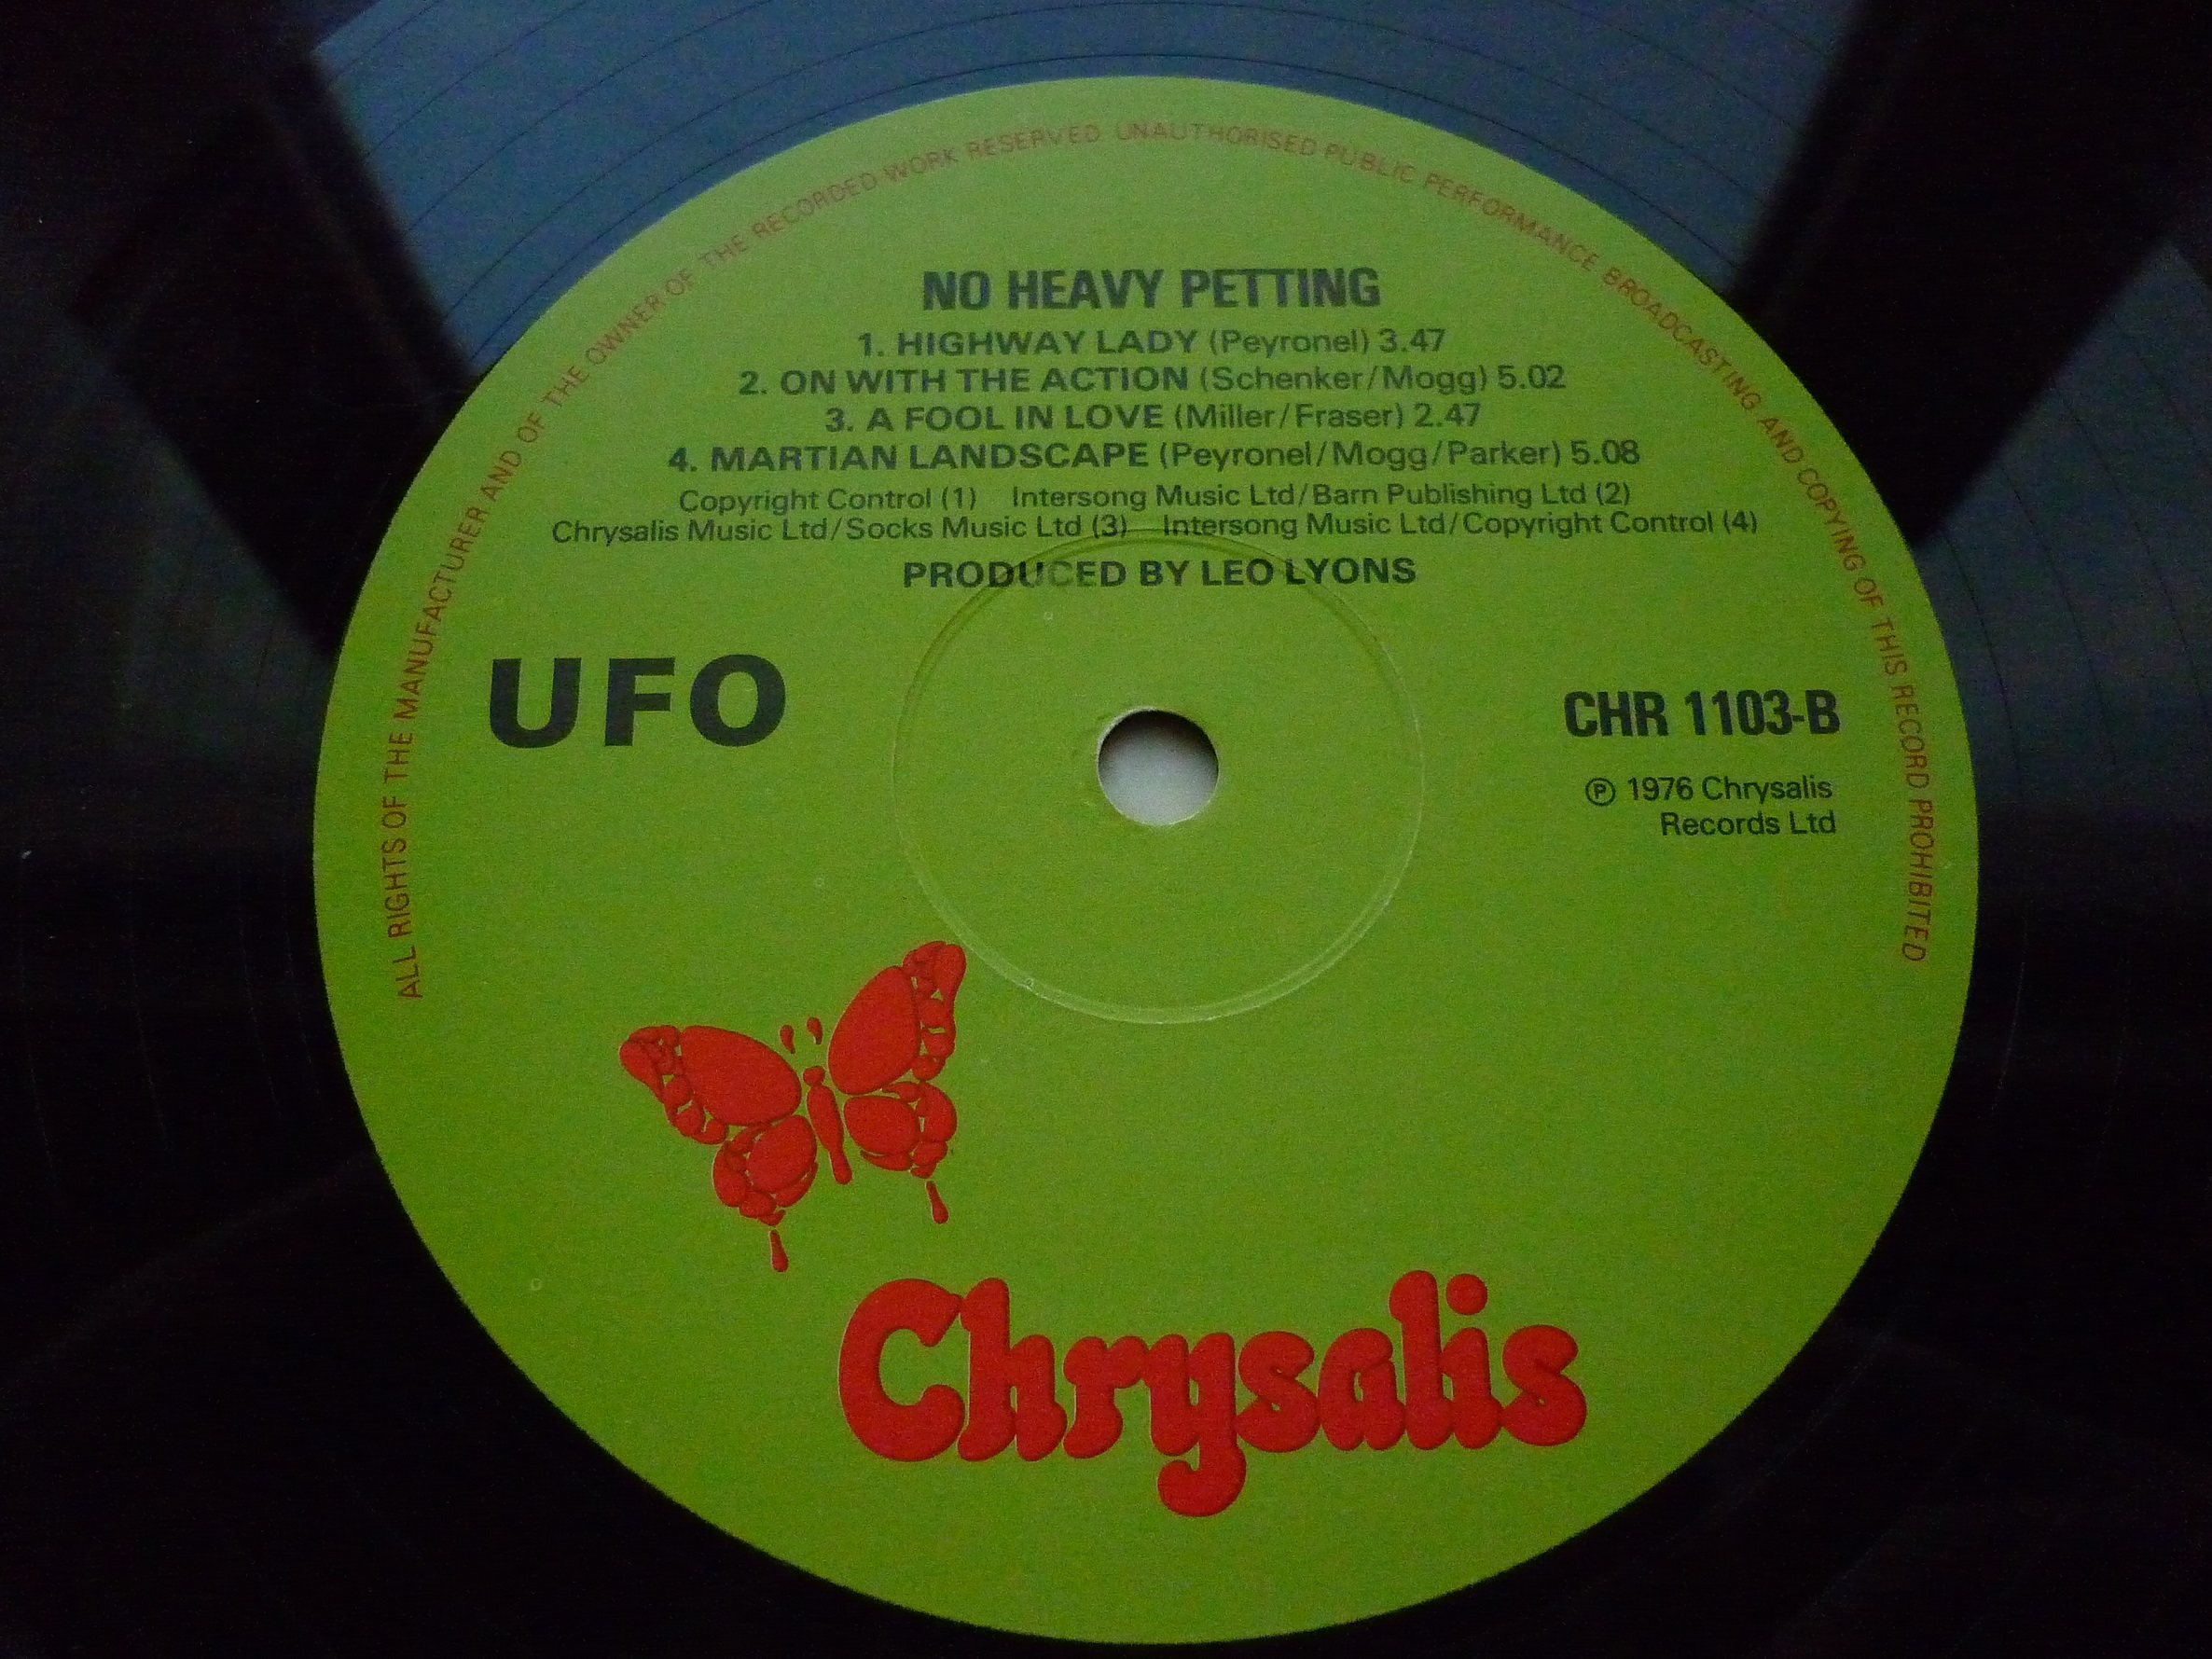 ALL RIGHTS OF THE MANUFACTURER AND OF THE OWNER OF THE RECORDED WORK RESERVED UNAUTHORISED PUBLIC PERFORMANCE BROADCASTING AND COPYING OF THIS RECORD PROHIBITED
NO HEAVY PETTING
1. HIGHWAY LADY (Peyronel) 3.47
2. ON WITH THE ACTION (Schenker/Mogg) 5.02
3. A FOOL IN LOVE (Miller/Fraser) 2.47
4. MARTIAN LANDSCAPE (Peyronel/Mogg/Parker) 5.08
Copyright Control (1) Intersong Music Ltd/Barn Publishing Ltd (2)
Chrysalis Music Ltd/Socks Music Ltd (3) Intersong Music Ltd/Copyright Control (4)
PRODUCED BY LEO LYONS
UFO
CHR 1103-B
Ⓟ 1976 Chrysalis
Records Ltd
Chrysalis